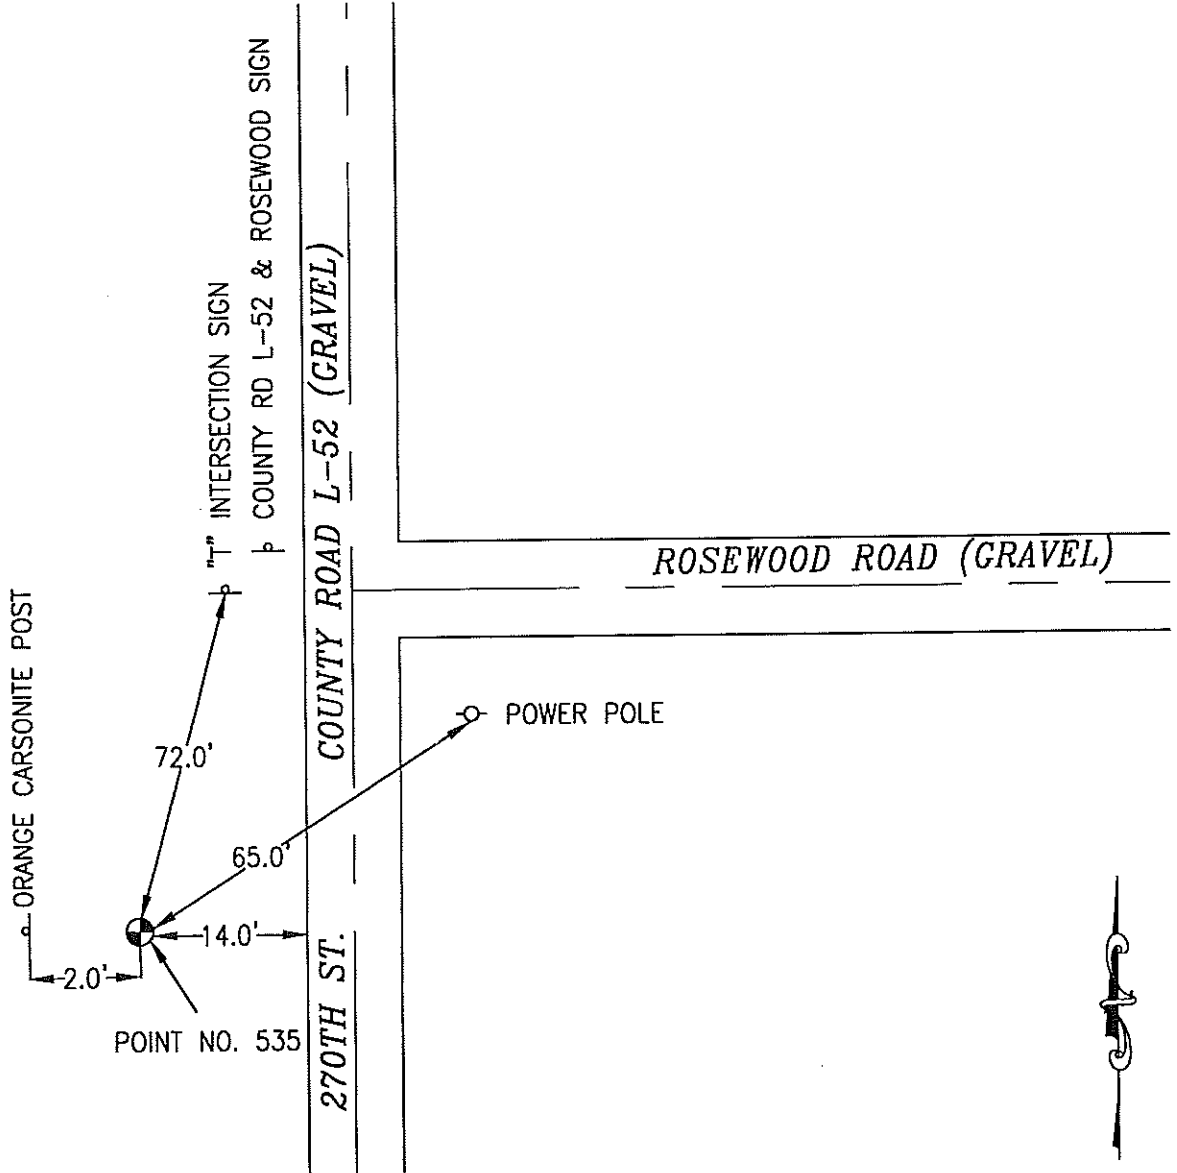 COUNTY RD L-52 & ROSEWOOD SIGN
"T" INTERSECTION SIGN
COUNTY ROAD L-52 (GRAVEL)
ROSEWOOD ROAD (GRAVEL)
ORANGE CARSONITE POST
POWER POLE
72.0'
65.0'
14.0'
2.0'
POINT NO. 535
270TH ST.